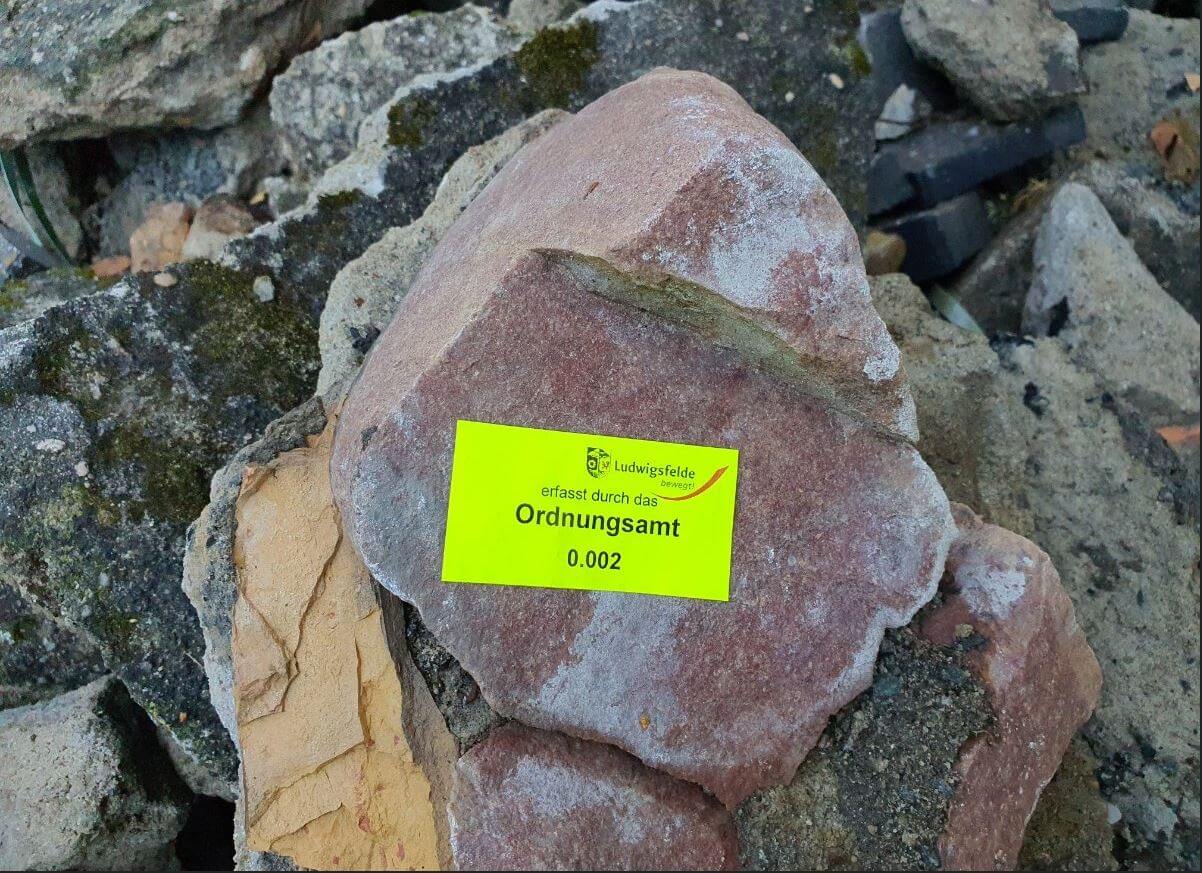 Ludwigsfelde
bewegt!
erfasst durch das
Ordnungsamt
0.002